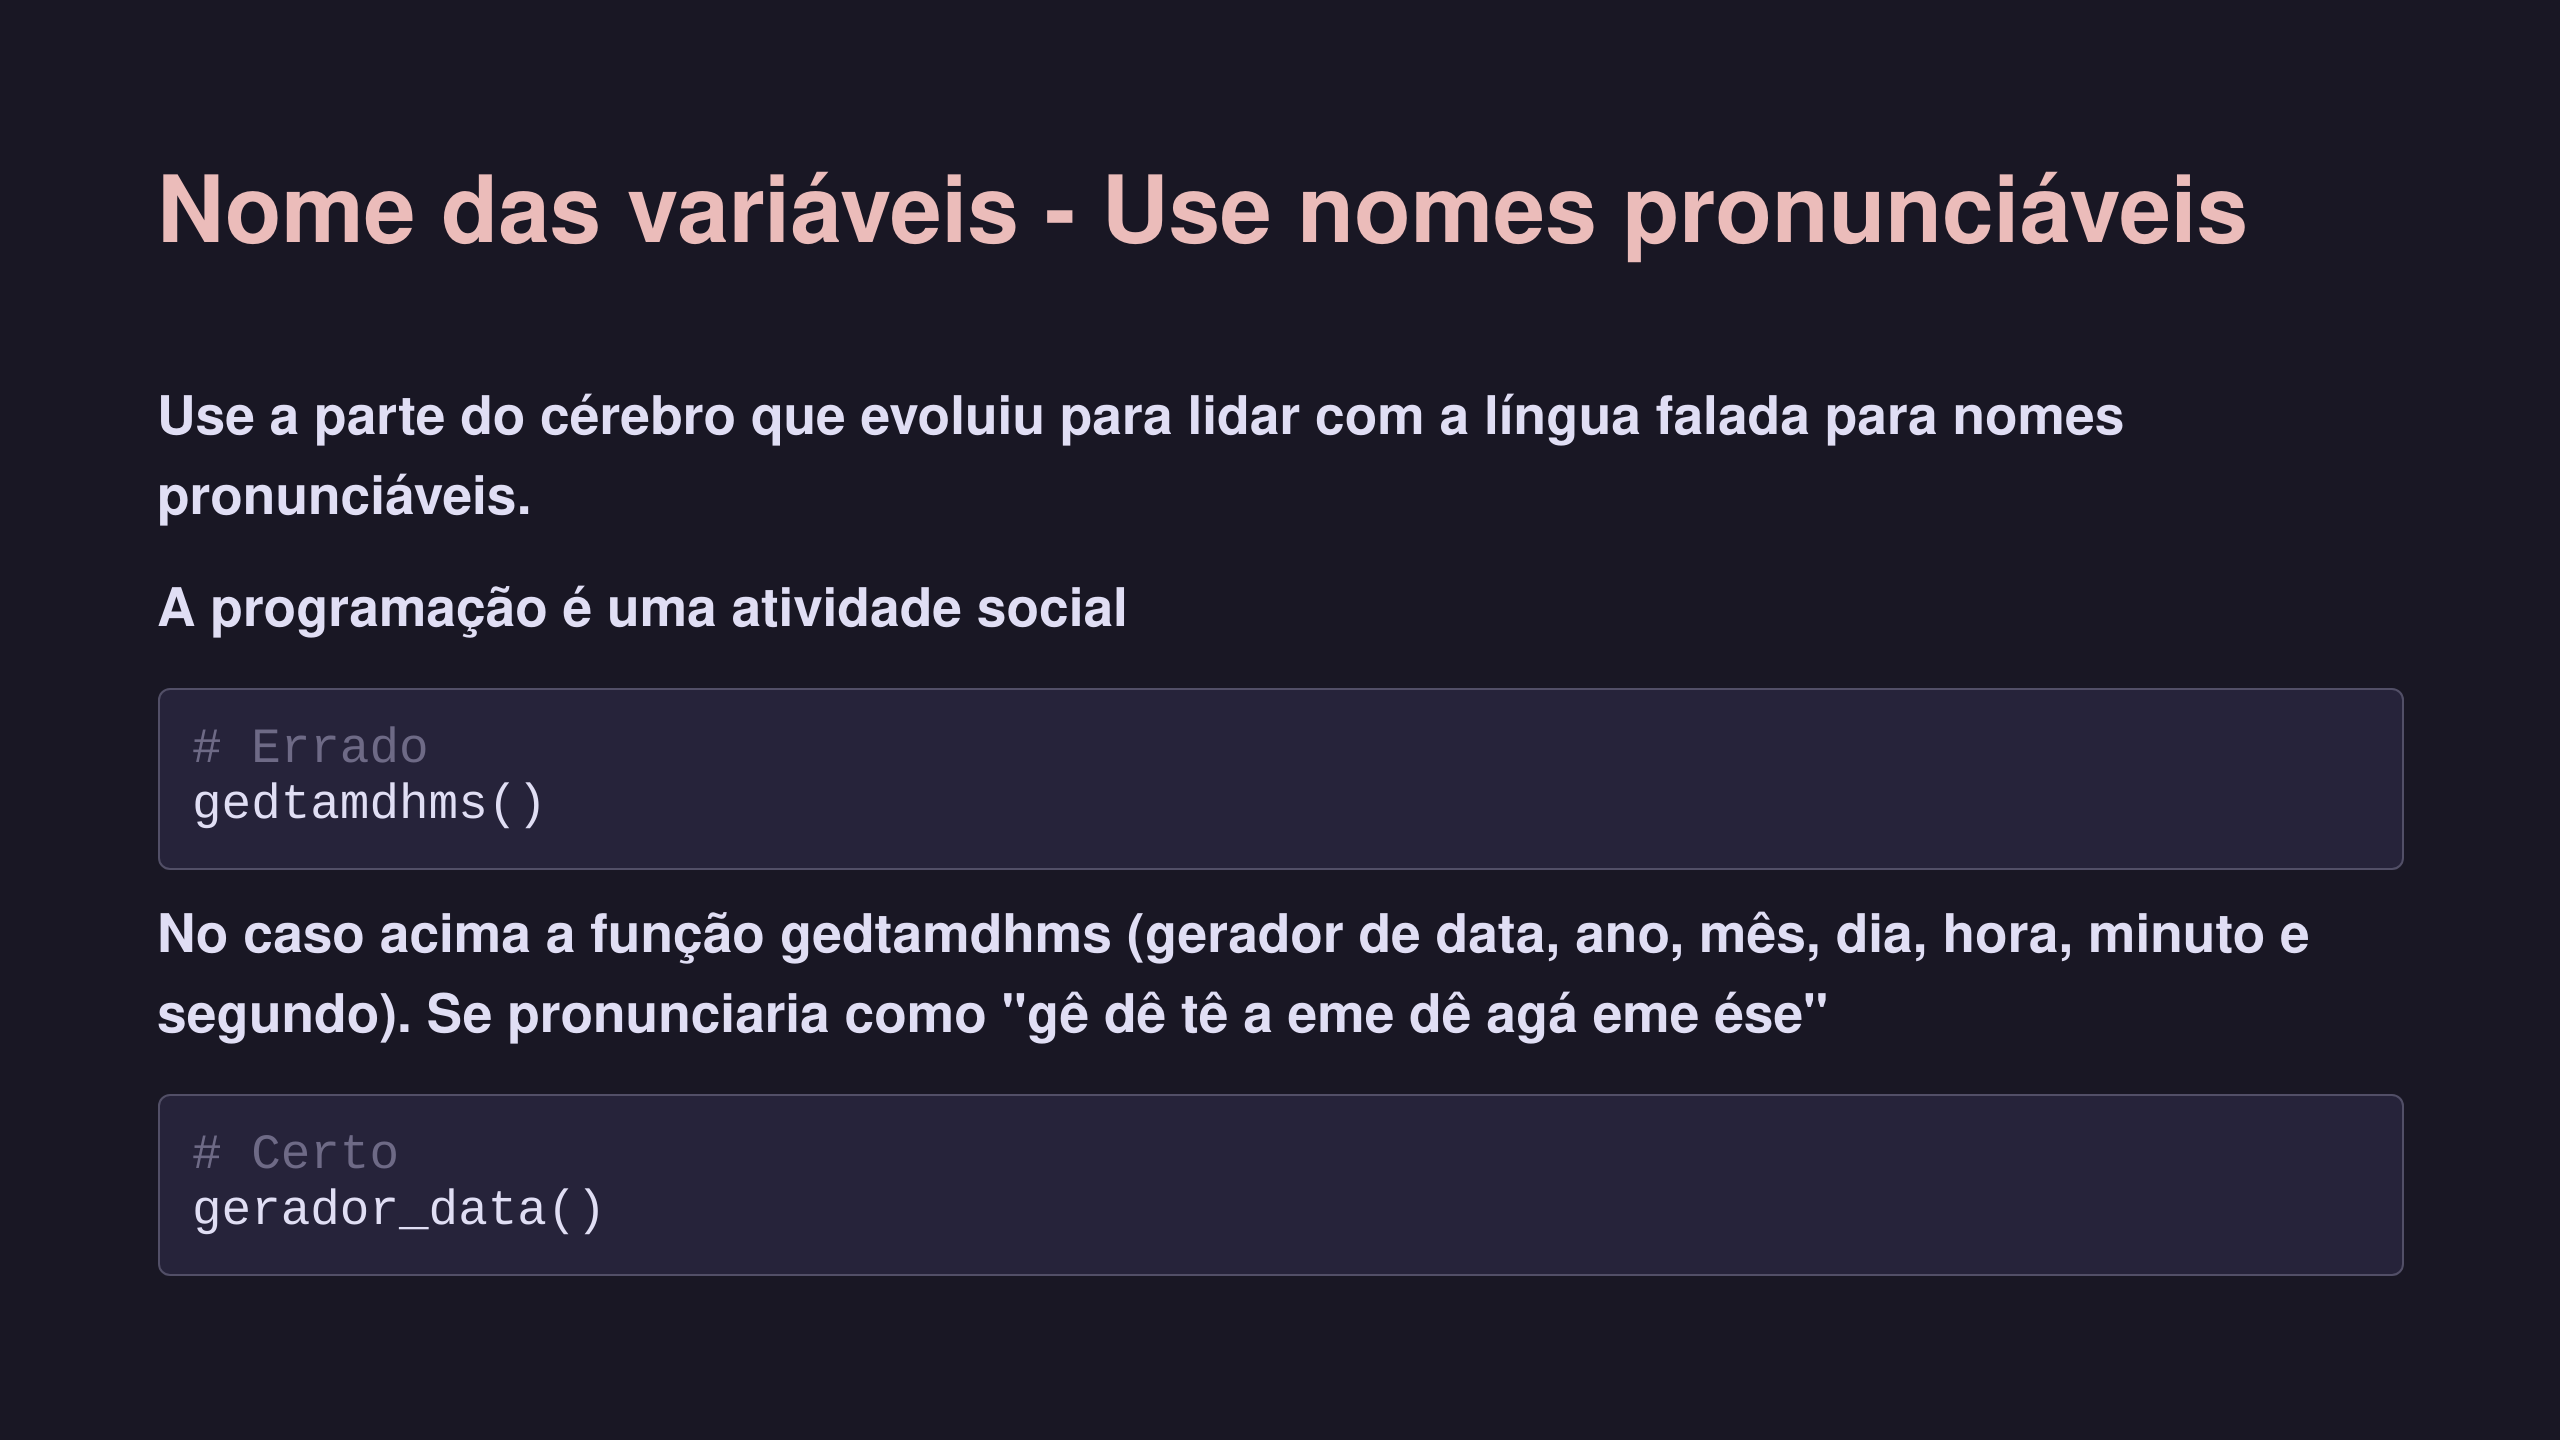 Nome das variáveis - Use nomes pronunciáveis
Use a parte do cérebro que evoluiu para lidar com a língua falada para nomes
pronunciáveis.
A programação é uma atividade social
# Errado
gedtamdhms()
No caso acima a função gedtamdhms (gerador de data, ano, mês, dia, hora, minuto e
segundo). Se pronunciaria como "gê dê tê a eme dê agá eme ése"
# Certo
gerador_data()